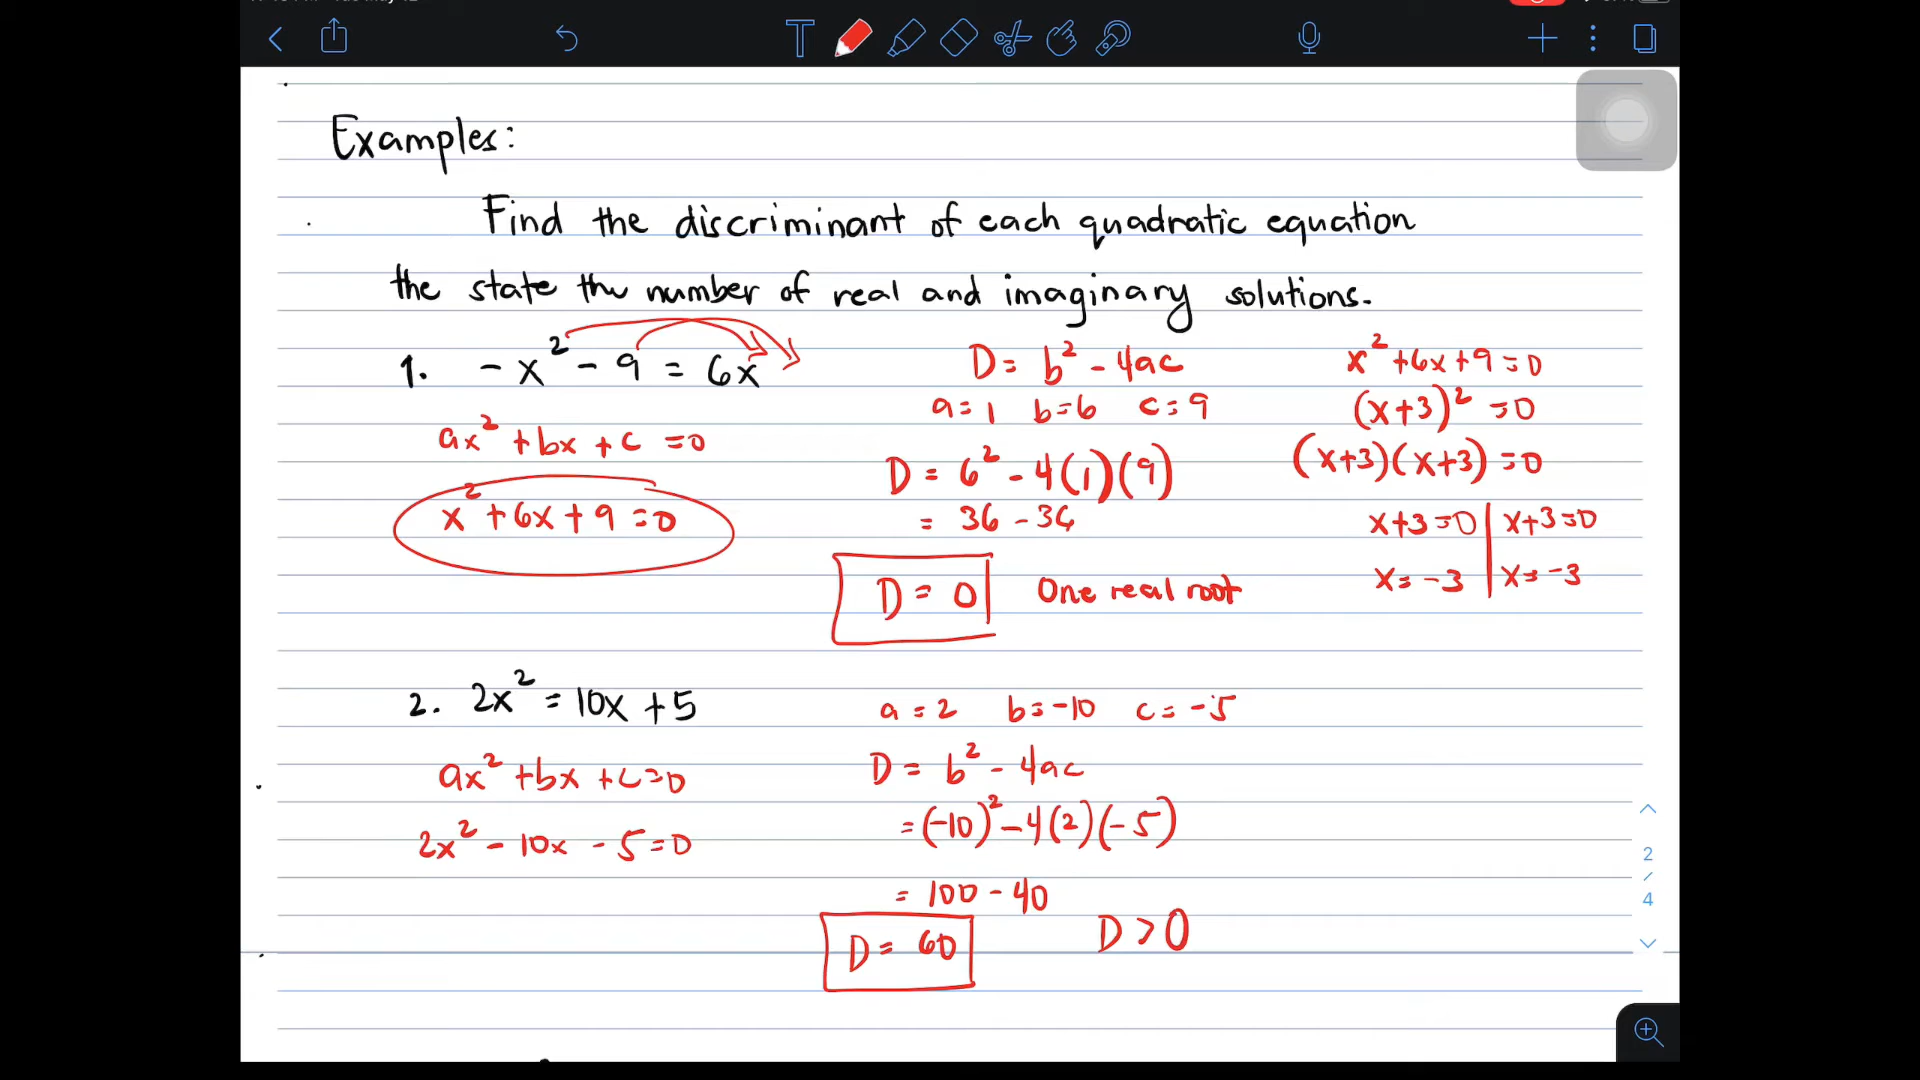 Examples:
Find the discriminant of each quadratic equation
the state the number of real and imaginary solutions.
1. -x² - 9 = 6x
ax² + bx + c = 0
x² + 6x + 9 = 0
D = b² - 4ac
a = 1 b = 6 c = 9
D = 6² - 4(1)(9)
= 36 - 36
D = 0 One real root
x² + 6x + 9 = 0
(x+3)² = 0
(x+3)(x+3) = 0
x+3=0 | x+3=0
x = -3 | x = -3
2. 2x² = 10x + 5
ax² + bx + c = 0
2x² - 10x - 5 = 0
a = 2 b = -10 c = -5
D = b² - 4ac
= (-10)² - 4(2)(-5)
= 100 - 40
D = 60 D > 0
2
/
4